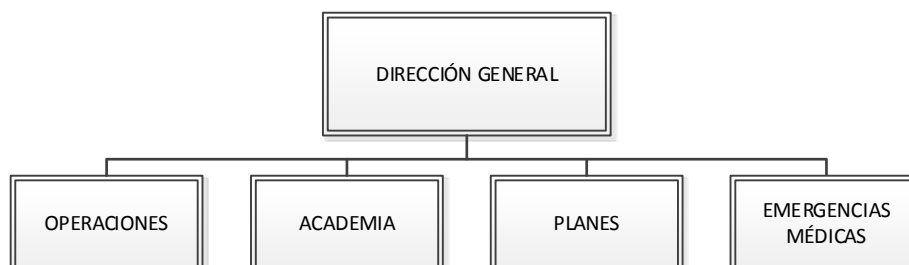 DIRECCIÓN GENERAL
OPERACIONES
ACADEMIA
PLANES
EMERGENCIAS
MÉDICAS